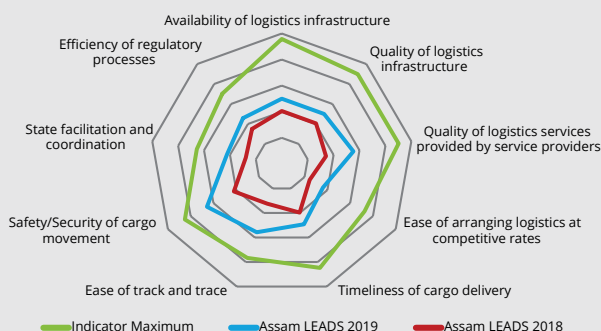 Availability of logistics infrastructure
Efficiency of regulatory
processes
Quality of logistics
infrastructure
State facilitation and
coordination
Quality of logistics services
provided by service providers
Safety/Security of cargo
movement
Ease of arranging logistics at
competitive rates
Ease of track and trace
Timeliness of cargo delivery
Indicator Maximum
Assam LEADS 2019
Assam LEADS 2018